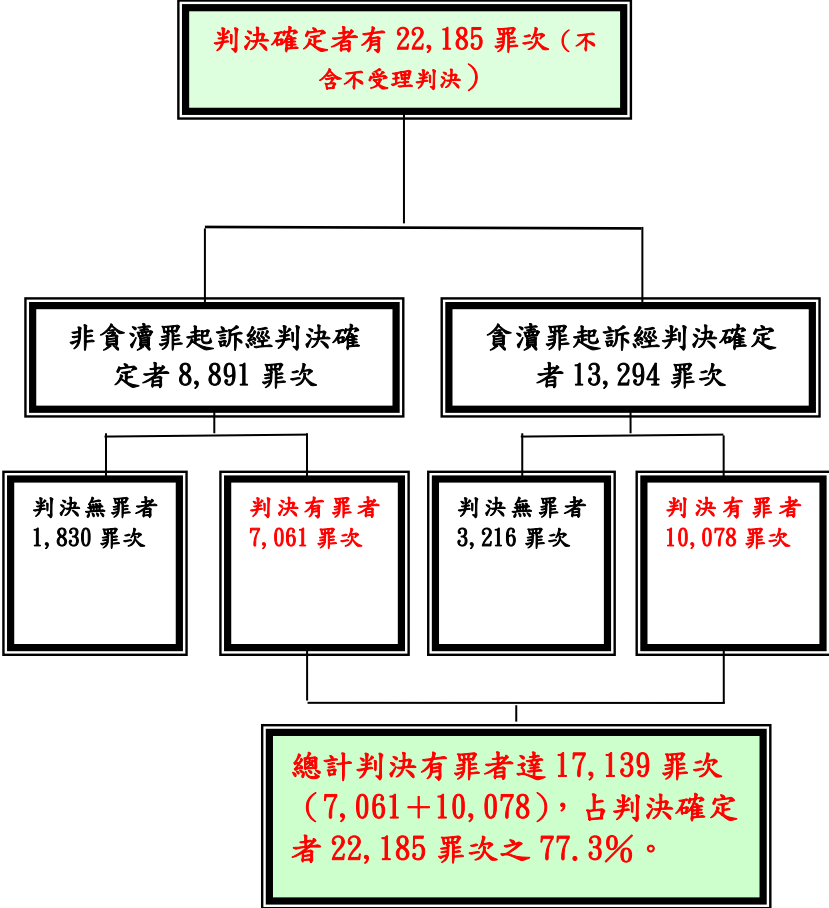 判決確定者有 22,185 罪次（不
含不受理判決）
非貪瀆罪起訴經判決確
定者 8,891 罪次
貪瀆罪起訴經判決確定
者 13,294 罪次
判決無罪者
1,830 罪次
判決有罪者
7,061 罪次
判決無罪者
3,216 罪次
判決有罪者
10,078 罪次
總計判決有罪者達 17,139 罪次
（7,061＋10,078），占判決確定
者 22,185 罪次之 77.3％。